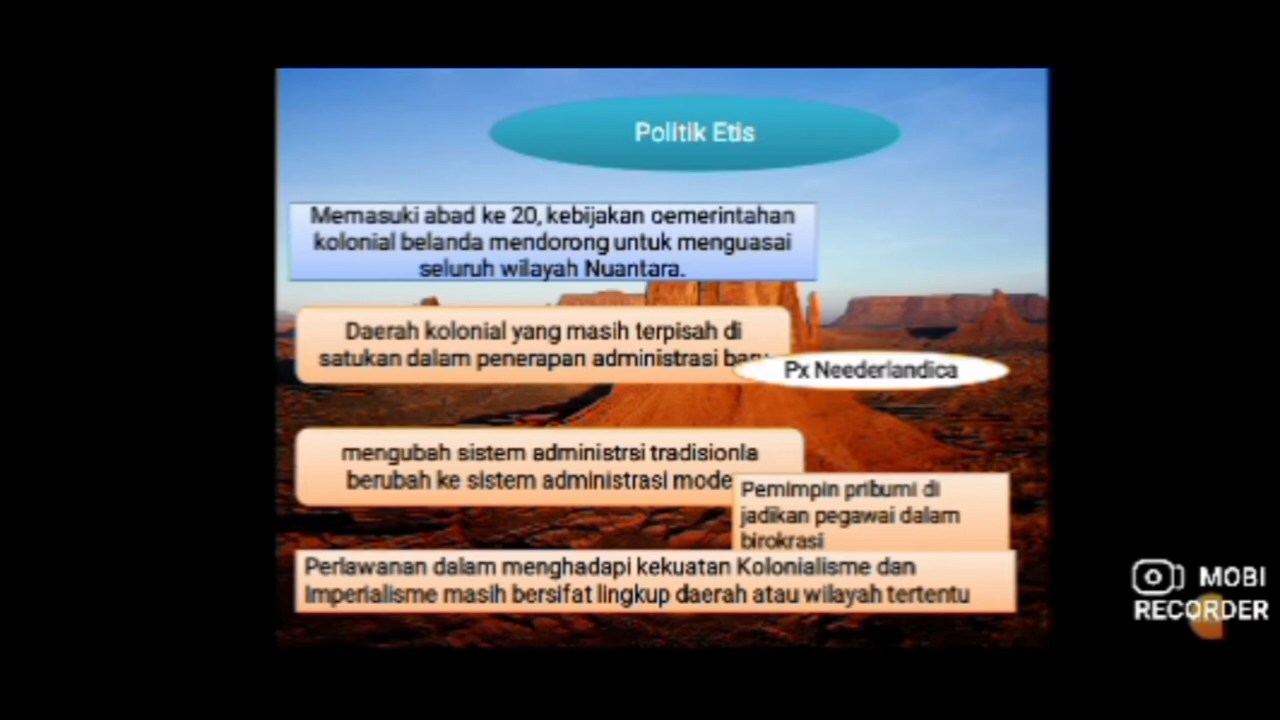 Politik Etis
Memasuki abad ke 20, kebijakan oemerintahan
kolonial belanda mendorong untuk menguasai
seluruh wilayah Nuantara.
Daerah kolonial yang masih terpisah di
satukan dalam penerapan administrasi
Px Neederlandica
mengubah sistem administrsi tradisionla
berubah ke sistem administrasi mode
Pemimpin pribumi di
jadikan pegawai dalam
birokrasi
Perlawanan dalam menghadapi kekuatan Kolonialisme dan
Imperialisme masih bersifat lingkup daerah atau wilayah tertentu
MOBI
RECORDER